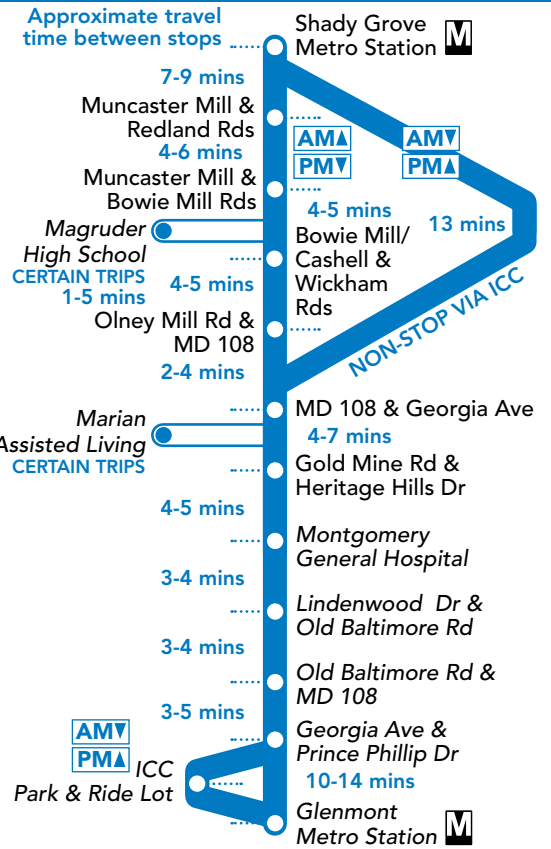 Approximate travel
time between stops
Shady Grove
Metro Station M
7-9 mins
Muncaster Mill &
Redland Rds
AM▲
PM▼
AM▼
PM▲
4-6 mins
Muncaster Mill &
Bowie Mill Rds
4-5 mins
13 mins
Magruder
High School
CERTAIN TRIPS
1-5 mins
Bowie Mill/
Cashell &
Wickham
Rds
4-5 mins
NON-STOP VIA ICC
Olney Mill Rd &
MD 108
2-4 mins
MD 108 & Georgia Ave
Marian
Assisted Living
CERTAIN TRIPS
4-7 mins
Gold Mine Rd &
Heritage Hills Dr
4-5 mins
Montgomery
General Hospital
3-4 mins
Lindenwood Dr &
Old Baltimore Rd
3-4 mins
Old Baltimore Rd &
MD 108
3-5 mins
Georgia Ave &
Prince Phillip Dr
AM▼
PM▲
ICC
Park & Ride Lot
10-14 mins
Glenmont
Metro Station M